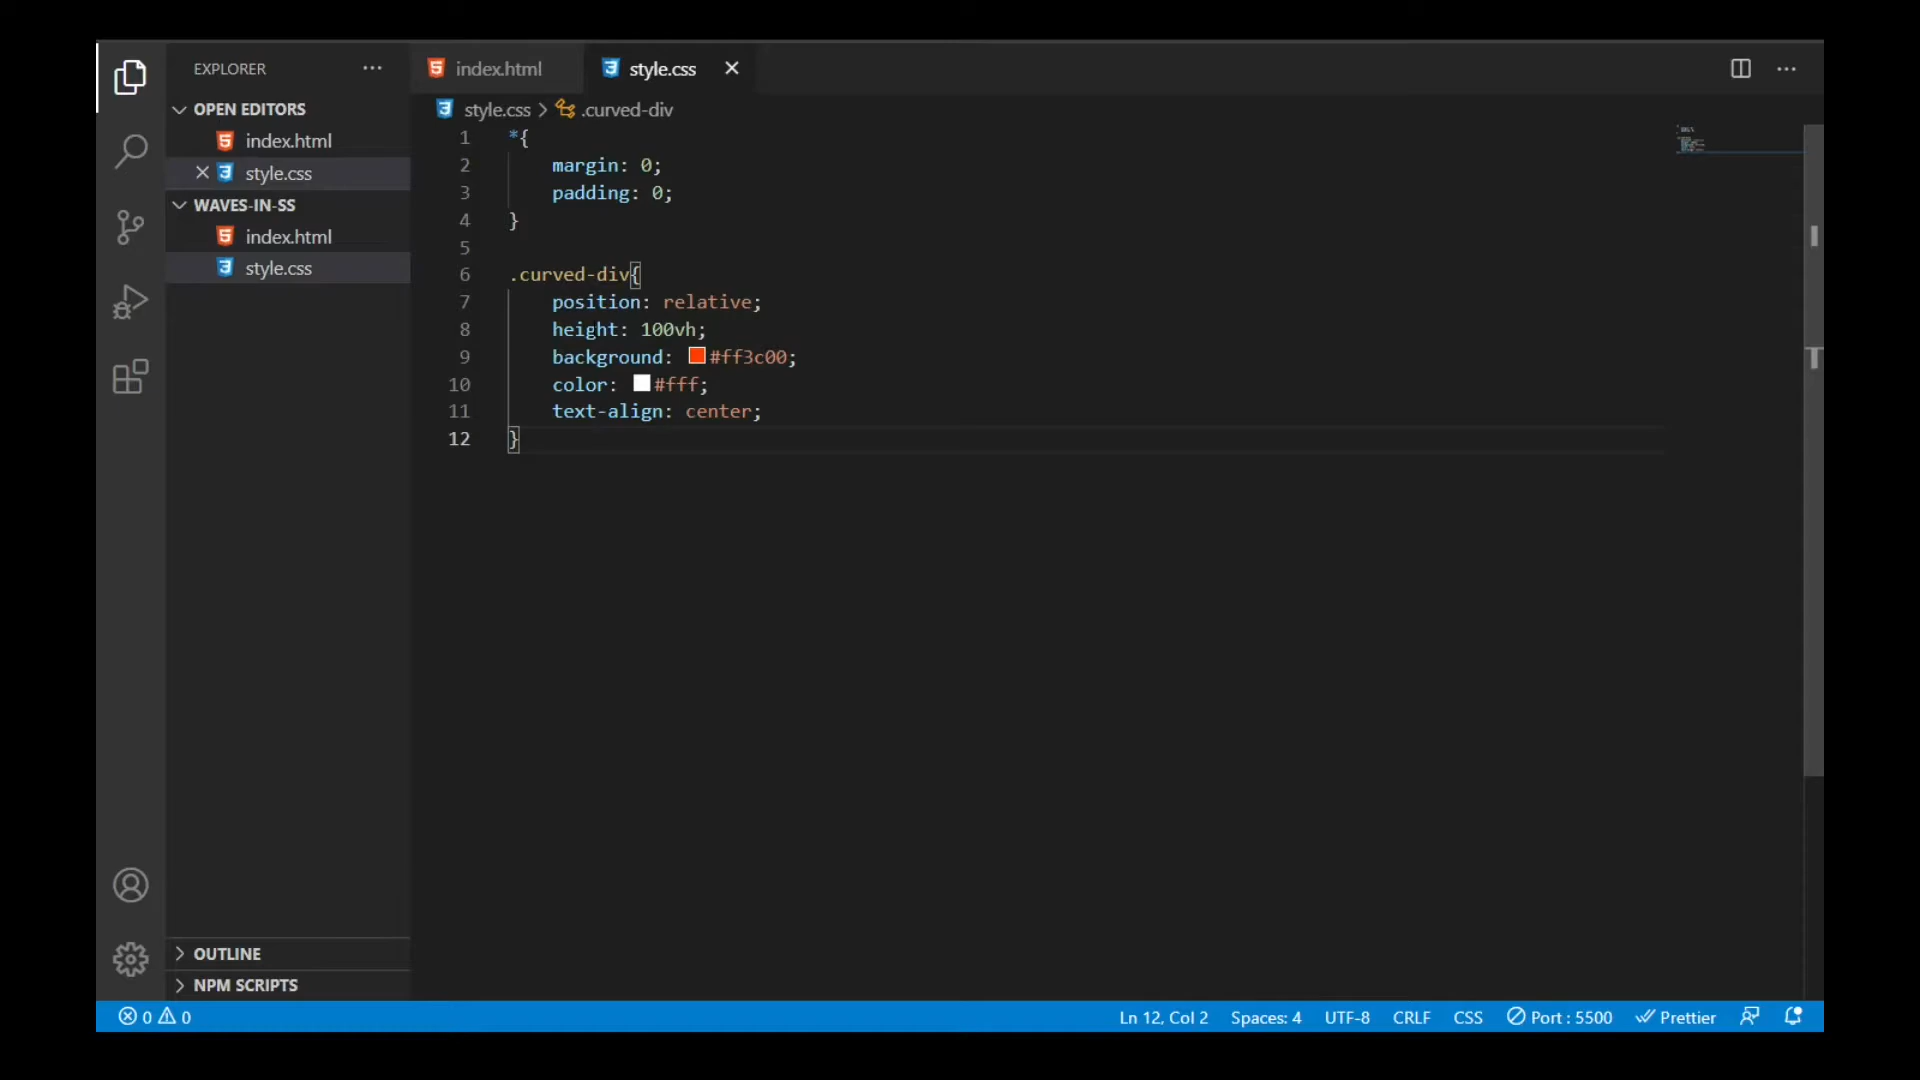 EXPLORER
OPEN EDITORS
index.html
style.css
WAVES-IN-SS
index.html
style.css
OUTLINE
NPM SCRIPTS
index.html
style.css
style.css > .curved-div
1 *{
2 margin: 0;
3 padding: 0;
4 }
5
6 .curved-div{
7 position: relative;
8 height: 100vh;
9 background: #ff3c00;
10 color: #fff;
11 text-align: center;
12 }
0 0 Ln 12, Col 2 Spaces: 4 UTF-8 CRLF CSS Port : 5500 Prettier